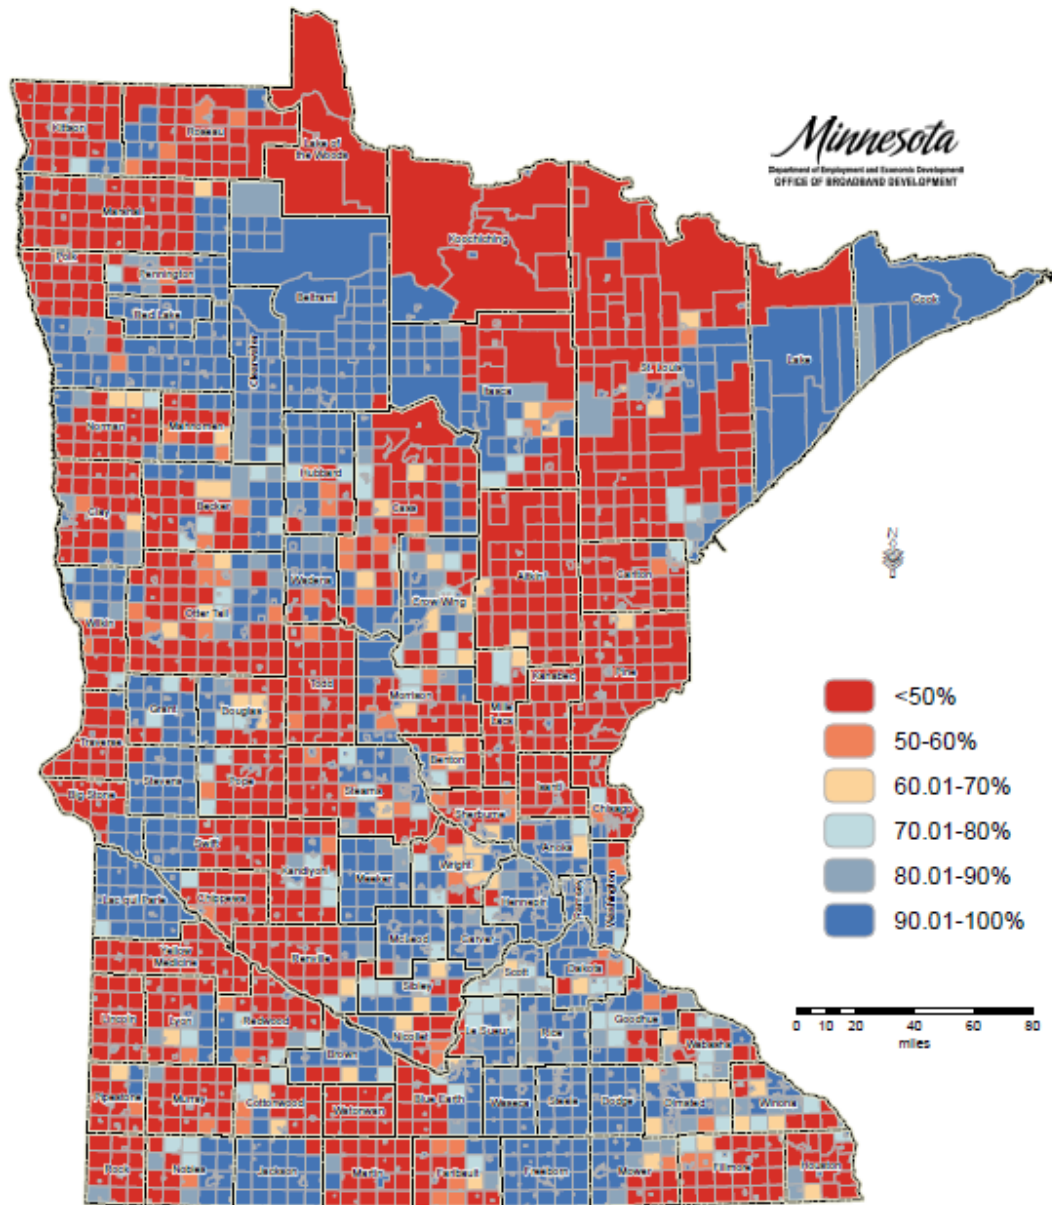 Minnesota
Department of Employment and Economic Development
OFFICE OF BROADBAND DEVELOPMENT
Kittson
Roseau
Lake of
the Woods
Koochiching
Marshall
Polk
Pennington
Red Lake
Beltrami
Clearwater
Cook
Lake
St. Louis
Itasca
Norman
Mahnomen
Hubbard
Cass
Clay
Becker
Aitkin
Carlton
Wadena
Crow Wing
Wilkin
Otter Tail
Todd
Morrison
Mille
Lacs
Kanabec
Pine
Grant
Douglas
Traverse
Stevens
Pope
Stearns
Benton
Isanti
Chisago
Big Stone
Sherburne
Swift
Kandiyohi
Meeker
Wright
Anoka
Hennepin
Ramsey
Washington
Lac qui Parle
Chippewa
McLeod
Carver
Scott
Dakota
Yellow
Medicine
Renville
Sibley
Lincoln
Lyon
Redwood
Nicollet
Le Sueur
Rice
Goodhue
Wabasha
Brown
Pipestone
Murray
Cottonwood
Watonwan
Blue Earth
Waseca
Steele
Dodge
Olmsted
Winona
Rock
Nobles
Jackson
Martin
Faribault
Freeborn
Mower
Fillmore
Houston
N
<50%
50-60%
60.01-70%
70.01-80%
80.01-90%
90.01-100%
0 10 20 40 60 80
miles